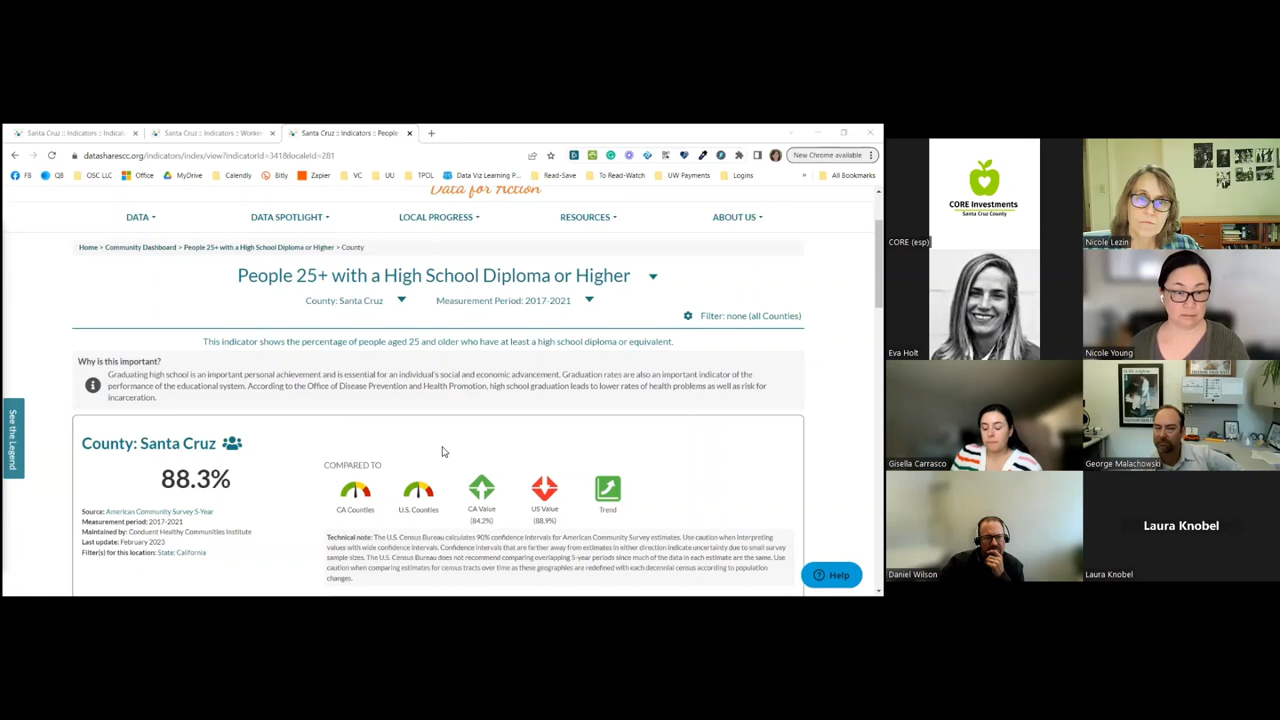 Santa Cruz :: Indicators :: Indicat
Santa Cruz :: Indicators :: Worke
Santa Cruz :: Indicators :: People
datasharescc.org/indicators/index/view?indicatorId=341&localeId=281
New Chrome available
FB
QB
OSC LLC
Office
MyDrive
Calendly
Bitly
Zapier
VC
UU
TPOL
Data Viz Learning P...
Read-Save
To Read-Watch
UW Payments
Logins
»
All Bookmarks
Data for Action
DATA
DATA SPOTLIGHT
LOCAL PROGRESS
RESOURCES
ABOUT US
Home > Community Dashboard > People 25+ with a High School Diploma or Higher > County
People 25+ with a High School Diploma or Higher
County: Santa Cruz
Measurement Period: 2017-2021
Filter: none (all Counties)
This indicator shows the percentage of people aged 25 and older who have at least a high school diploma or equivalent.
Why is this important?
Graduating high school is an important personal achievement and is essential for an individual's social and economic advancement. Graduation rates are also an important indicator of the
performance of the educational system. According to the Office of Disease Prevention and Health Promotion, high school graduation leads to lower rates of health problems as well as risk for
incarceration.
See the Legend
County: Santa Cruz
88.3%
Source: American Community Survey 5-Year
Measurement period: 2017-2021
Maintained by: Conduent Healthy Communities Institute
Last update: February 2023
Filter(s) for this location: State: California
COMPARED TO
CA Counties
U.S. Counties
CA Value
(84.2%)
US Value
(88.9%)
Trend
Technical note: The U.S. Census Bureau calculates 90% confidence intervals for American Community Survey estimates. Use caution when interpreting
values with wide confidence intervals. Confidence intervals that are farther away from estimates in either direction indicate uncertainty due to small survey
sample sizes. The U.S. Census Bureau does not recommend comparing overlapping 5-year periods since much of the data in each estimate are the same. Use
caution when comparing estimates for census tracts over time as these geographies are redefined with each decennial census according to population
changes.
Help
CORE Investments
Santa Cruz County
CORE (esp)
Nicole Lezin
Eva Holt
Nicole Young
Gisella Carrasco
George Malachowski
Daniel Wilson
Laura Knobel
Laura Knobel